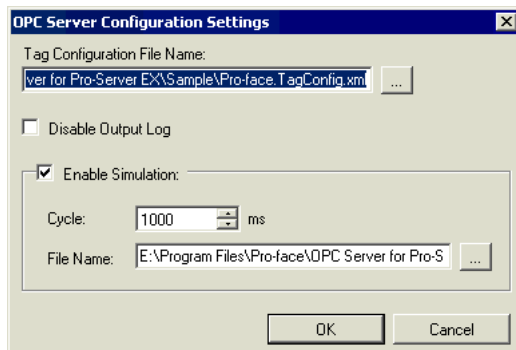 OPC Server Configuration Settings
Tag Configuration File Name:
ver for Pro-Server EX\Sample\Pro-face.TagConfig.xml
...
Disable Output Log
Enable Simulation:
Cycle: 1000 ms
File Name: E:\Program Files\Pro-face\OPC Server for Pro-S ...
OK Cancel